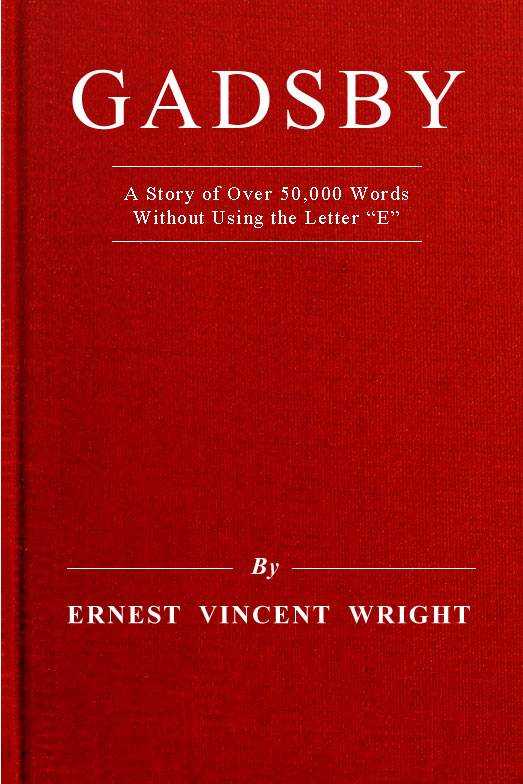 GADSBY
A Story of Over 50,000 Words
Without Using the Letter “E”
By
ERNEST VINCENT WRIGHT